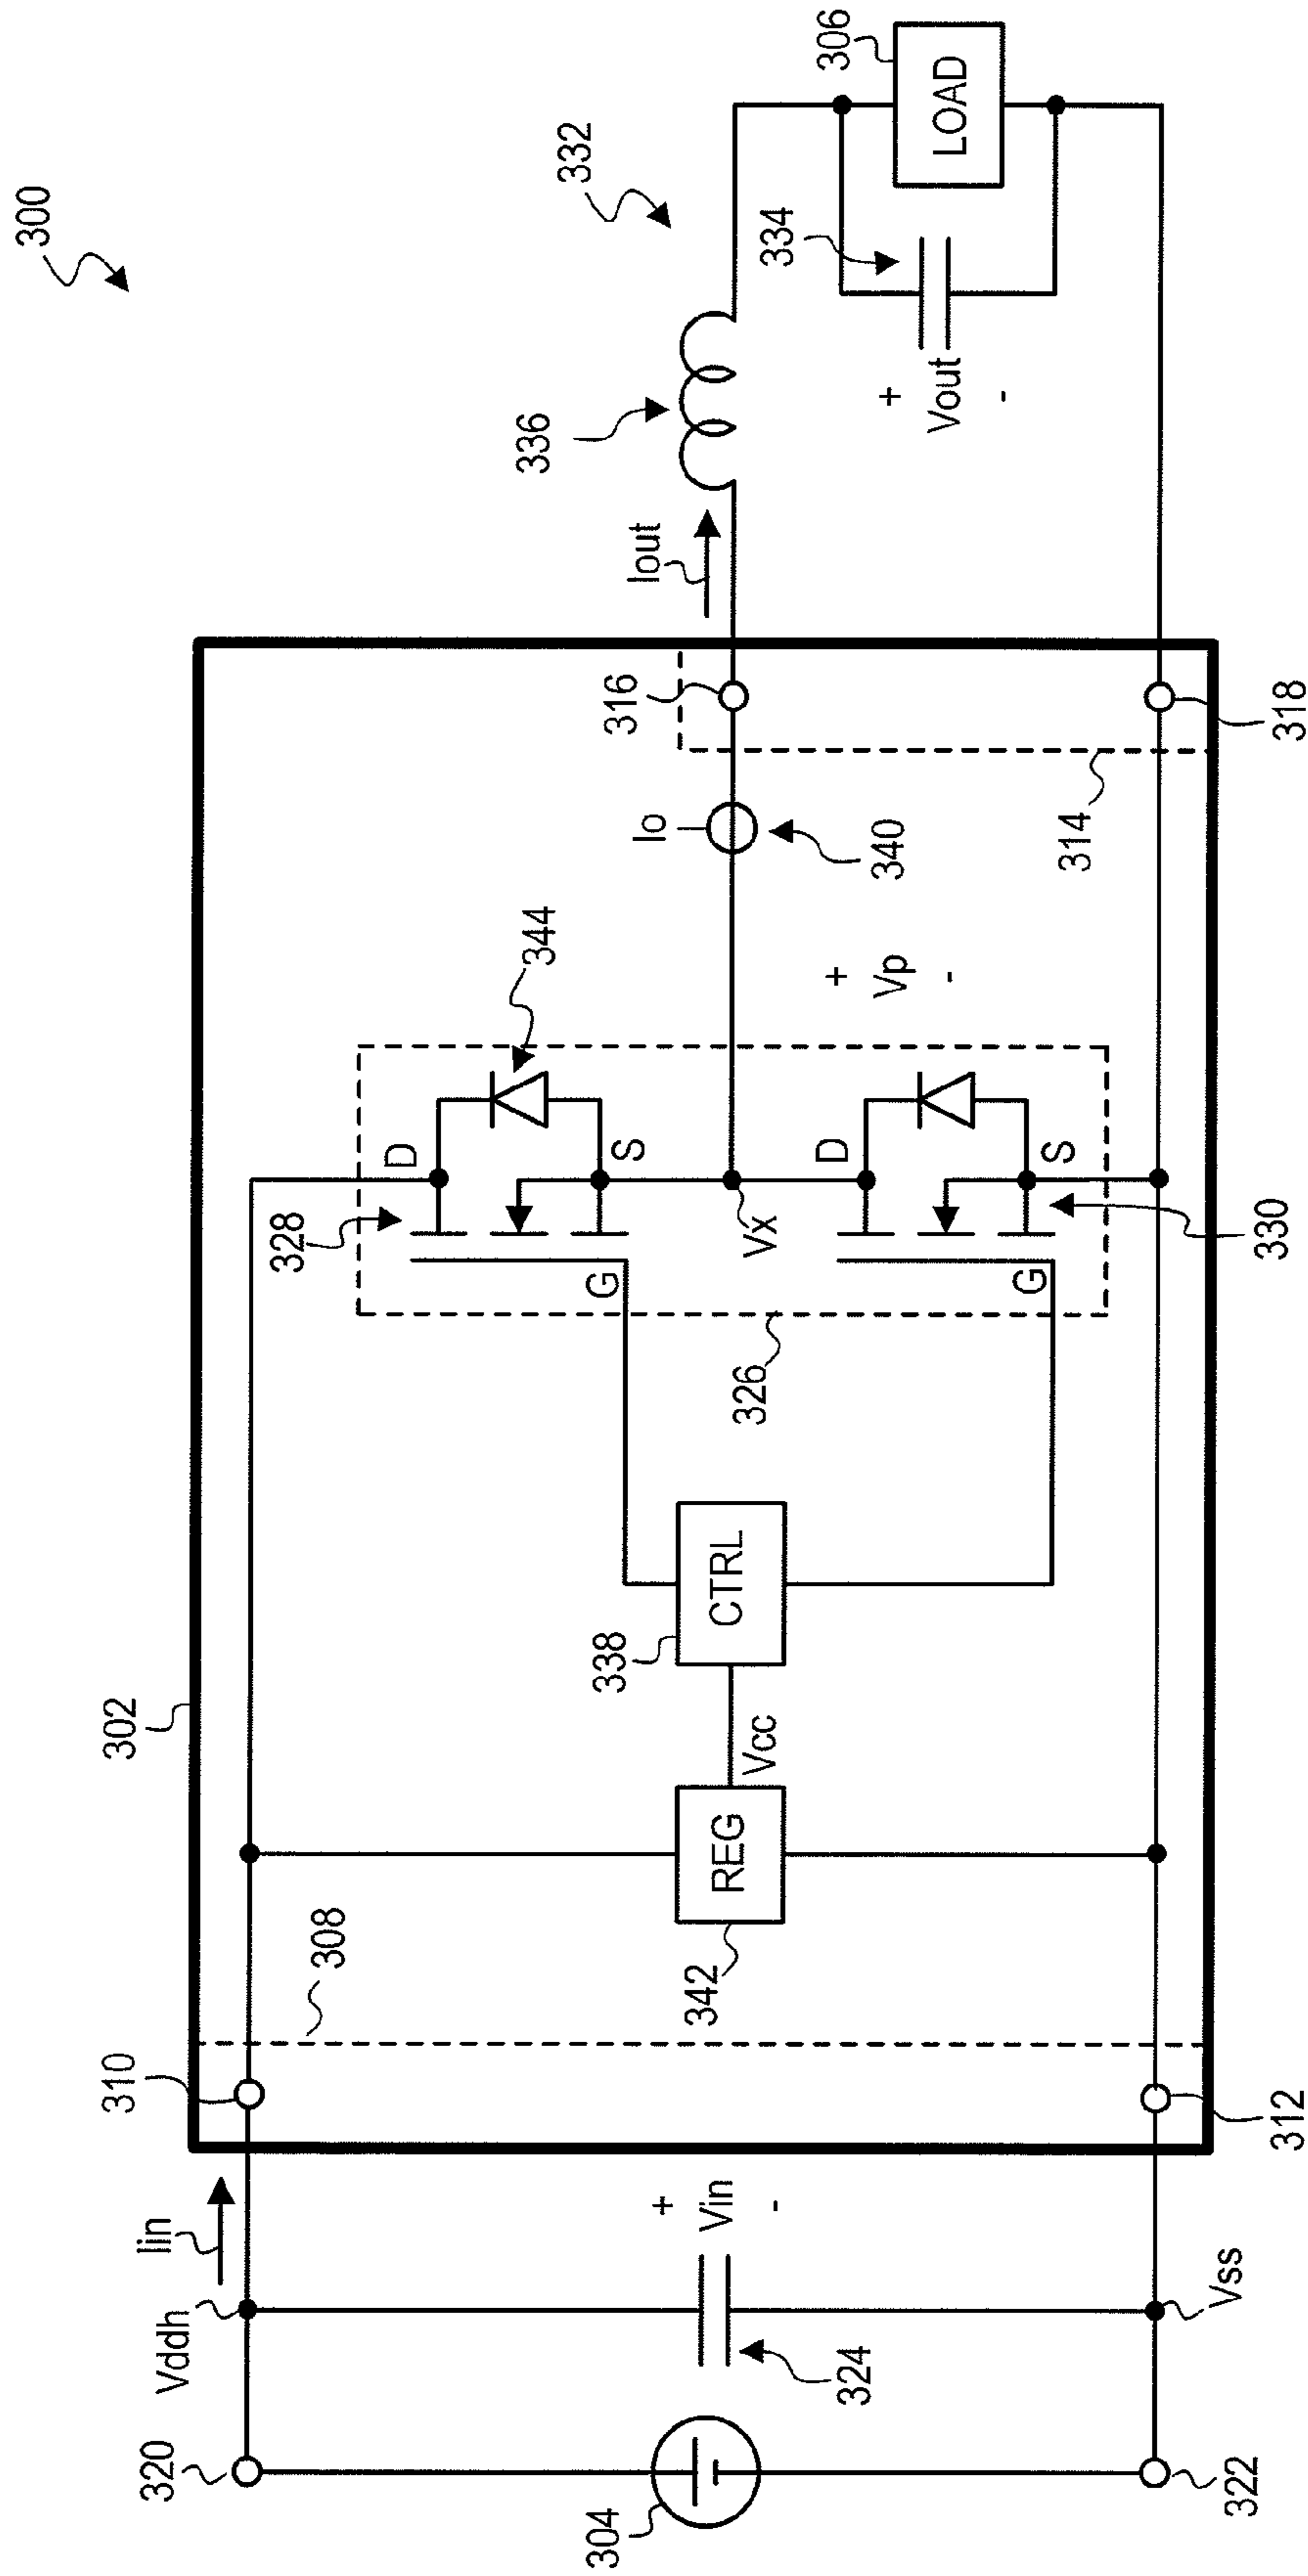 300
302
310
308
Iin
Vddh
320
304
324
+
Vin
-
Vss
322
312
342
REG
Vcc
338
CTRL
328
D
G
S
344
326
Vx
D
G
S
330
+
Vp
-
Io
340
316
314
318
Iout
336
332
334
+
Vout
-
306
LOAD